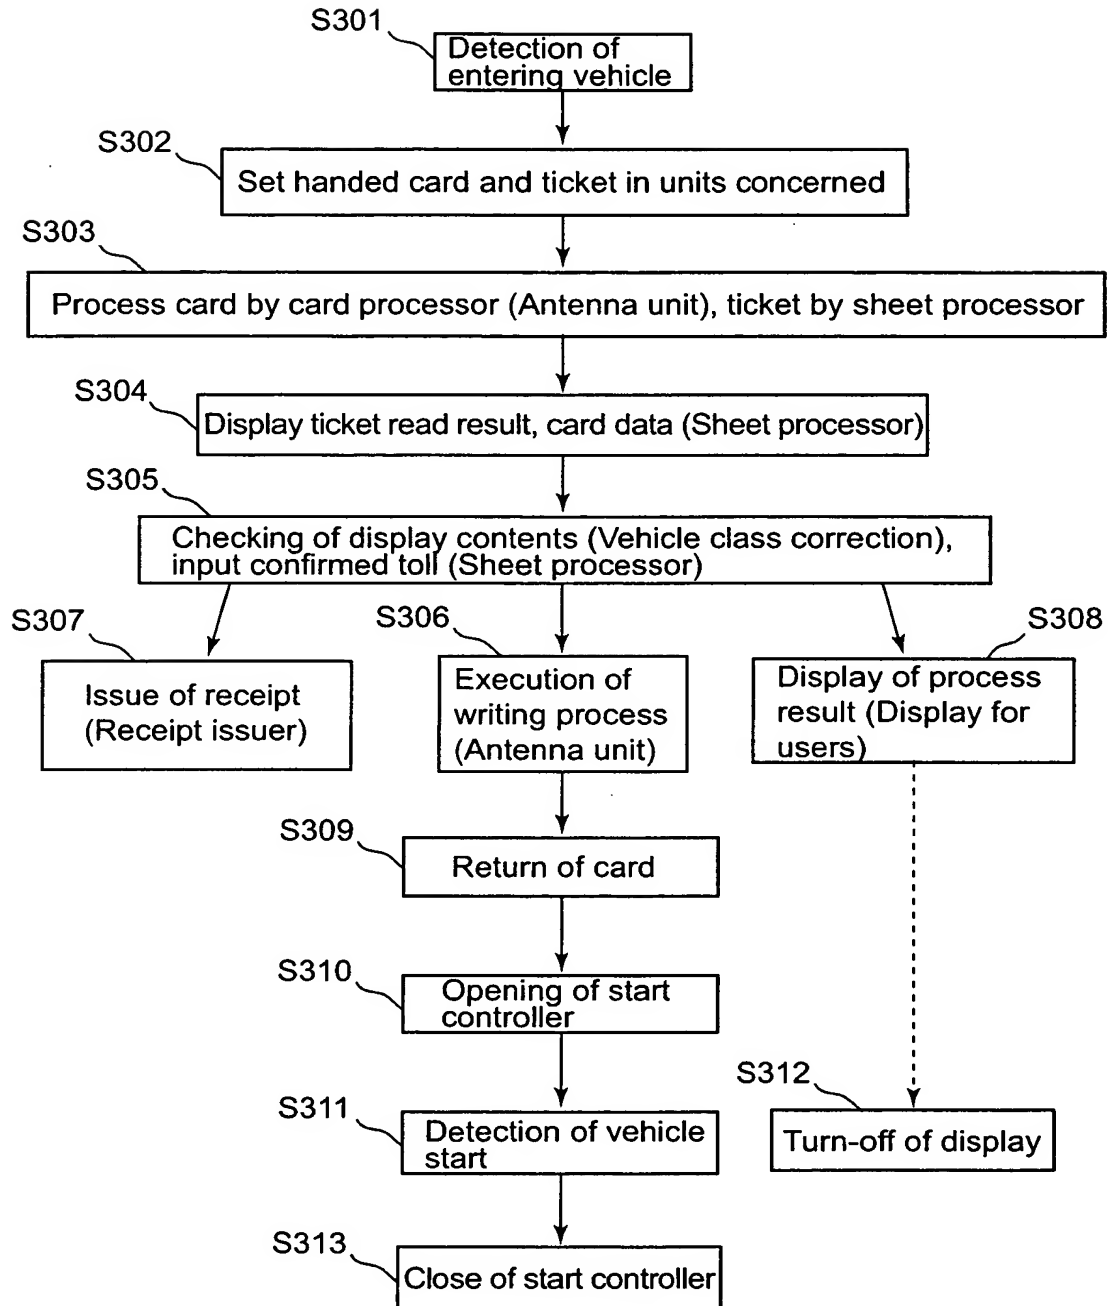 S301
Detection of
entering vehicle
S302
Set handed card and ticket in units concerned
S303
Process card by card processor (Antenna unit), ticket by sheet processor
S304
Display ticket read result, card data (Sheet processor)
S305
Checking of display contents (Vehicle class correction),
input confirmed toll (Sheet processor)
S307
Issue of receipt
(Receipt issuer)
S306
Execution of
writing process
(Antenna unit)
S308
Display of process
result (Display for
users)
S309
Return of card
S310
Opening of start
controller
S311
Detection of vehicle
start
S312
Turn-off of display
S313
Close of start controller